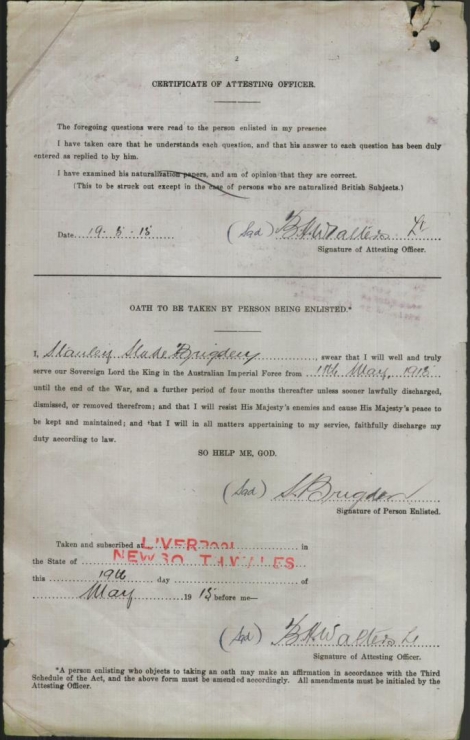 2
CERTIFICATE OF ATTESTING OFFICER.
The foregoing questions were read to the person enlisted in my presence
I have taken care that he understands each question, and that his answer to each question has been duly
entered as replied to by him.
I have examined his naturalisation papers, and am of opinion that they are correct.
(This to be struck out except in the case of persons who are naturalized British Subjects.)
Date 19.5.15 (Sgd) B.H. Walters Lt
Signature of Attesting Officer.
OATH TO BE TAKEN BY PERSON BEING ENLISTED.*
I, Stanley Slade Brigden, swear that I will well and truly
serve our Sovereign Lord the King in the Australian Imperial Force from May, 1915
until the end of the War, and a further period of four months thereafter unless sooner lawfully discharged,
dismissed, or removed therefrom; and that I will resist His Majesty's enemies and cause His Majesty's peace to
be kept and maintained; and that I will in all matters appertaining to my service, faithfully discharge my
duty according to law.
SO HELP ME, GOD.
(Sgd) S. Brigden
Signature of Person Enlisted.
Taken and subscribed at LIVERPOOL in
the State of NEW SO. TH WALES
this 19th day of
May 1915 before me—
(Sgd) B.H. Walters Lt
Signature of Attesting Officer.
*A person enlisting who objects to taking an oath may make an affirmation in accordance with the Third
Schedule of the Act, and the above form must be amended accordingly. All amendments must be initialed by the
Attesting Officer.